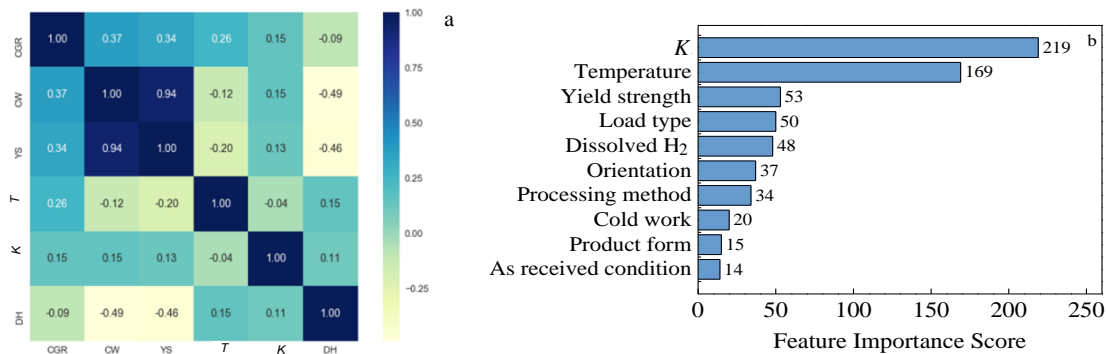 a
1.00
CGR 1.00 0.37 0.34 0.26 0.15 -0.09
0.75
CW 0.37 1.00 0.94 -0.12 0.15 -0.49
YS 0.34 0.94 1.00 -0.20 0.13 -0.46
0.50
0.25
T 0.26 -0.12 -0.20 1.00 -0.04 0.15
0.00
K 0.15 0.15 0.13 -0.04 1.00 0.11
-0.25
DH -0.09 -0.49 -0.46 0.15 0.11 1.00
CGR CW YS T K DH
b
K 219
Temperature 169
Yield strength 53
Load type 50
Dissolved H2 48
Orientation 37
Processing method 34
Cold work 20
Product form 15
As received condition 14
0 50 100 150 200 250
Feature Importance Score